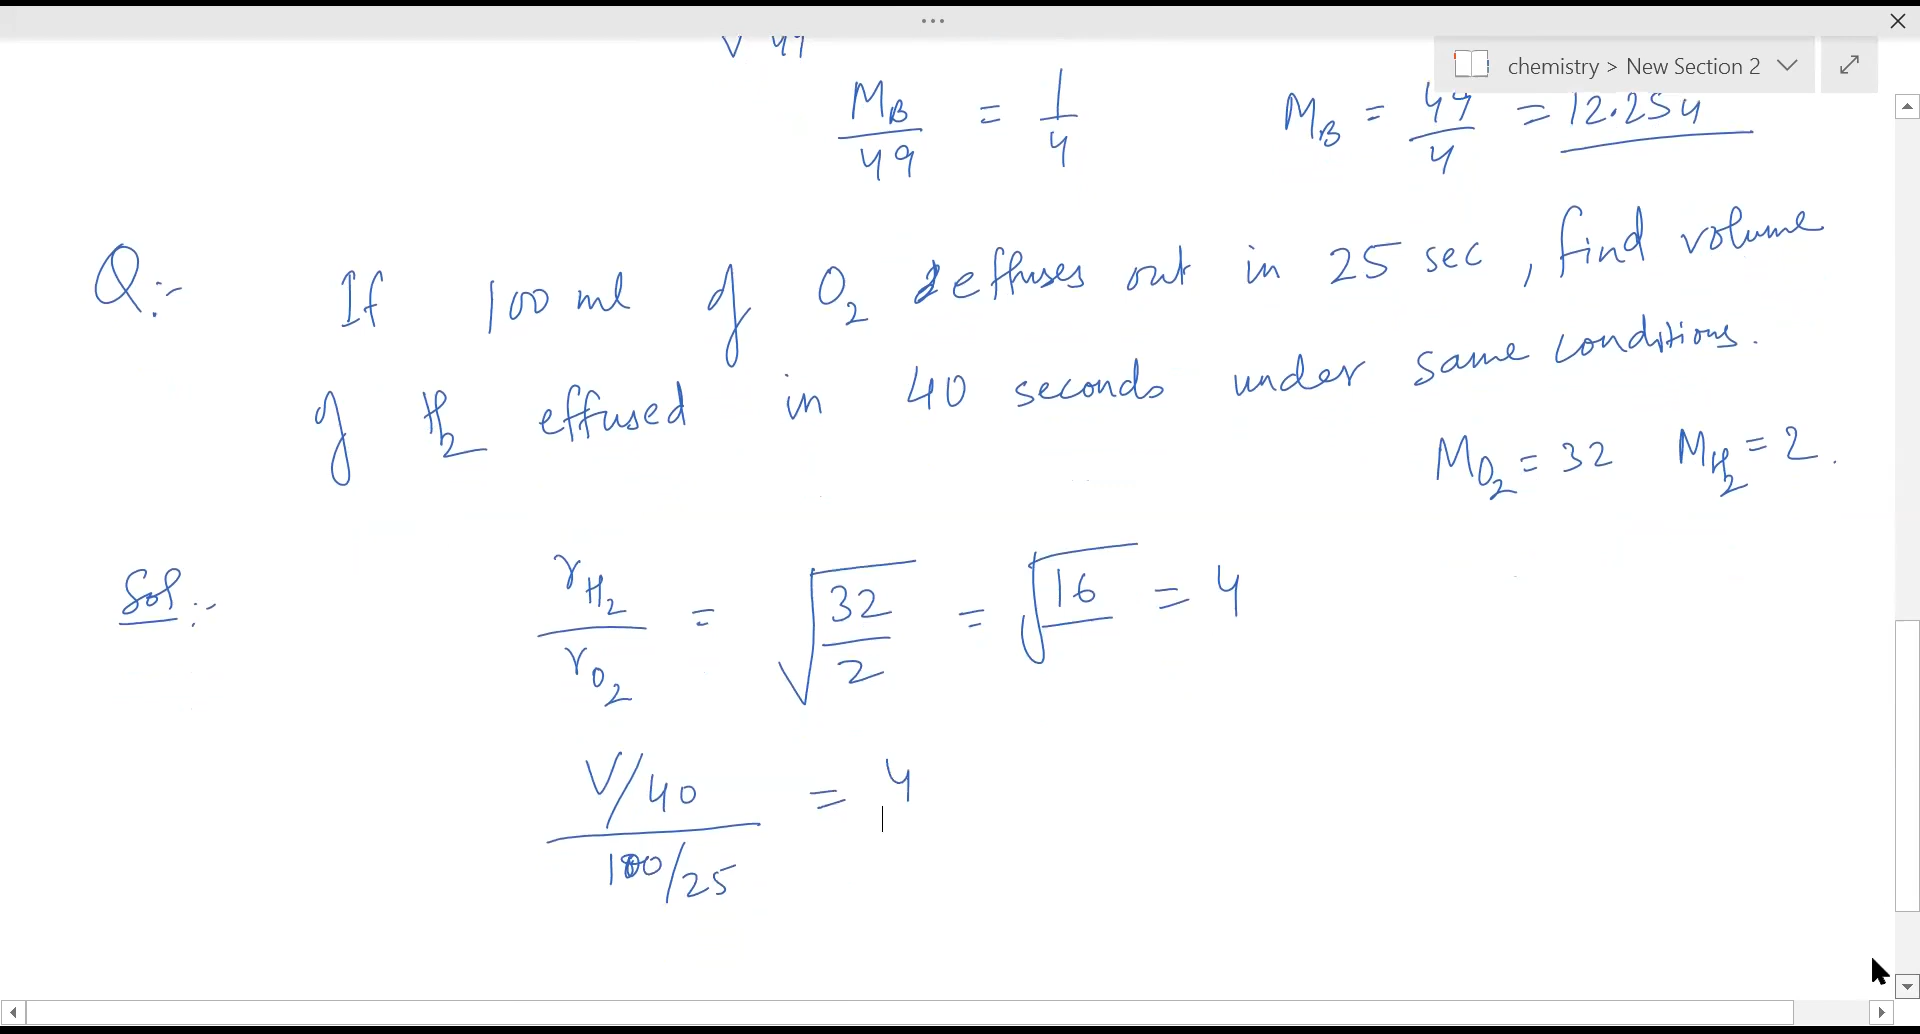 chemistry > New Section 2
M_B / 49 = 1 / 4    M_B = 49 / 4 = 12.25u
Q:- If 100 ml of O₂ effuses out in 25 sec, find volume
of H₂ effused in 40 seconds under same conditions.
M_O₂ = 32  M_H₂ = 2.
Sol:- r_H₂ / r_O₂ = √(32/2) = √16 = 4
(V/40) / (100/25) = 4